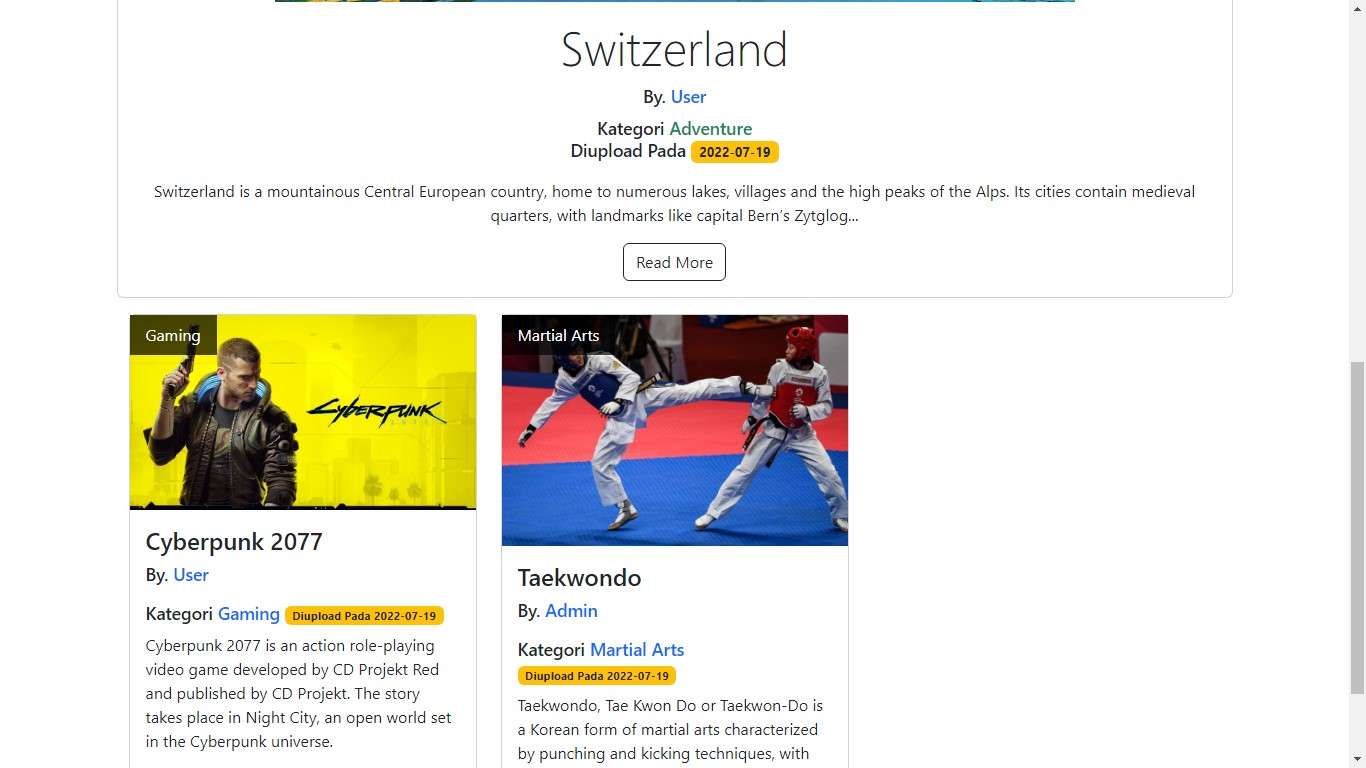 Switzerland
By. User
Kategori Adventure
Diupload Pada 2022-07-19
Switzerland is a mountainous Central European country, home to numerous lakes, villages and the high peaks of the Alps. Its cities contain medieval
quarters, with landmarks like capital Bern’s Zytglog...
Read More
Gaming
CYBERPUNK
2077
Cyberpunk 2077
By. User
Kategori Gaming Diupload Pada 2022-07-19
Cyberpunk 2077 is an action role-playing
video game developed by CD Projekt Red
and published by CD Projekt. The story
takes place in Night City, an open world set
in the Cyberpunk universe.
Martial Arts
Taekwondo
By. Admin
Kategori Martial Arts
Diupload Pada 2022-07-19
Taekwondo, Tae Kwon Do or Taekwon-Do is
a Korean form of martial arts characterized
by punching and kicking techniques, with